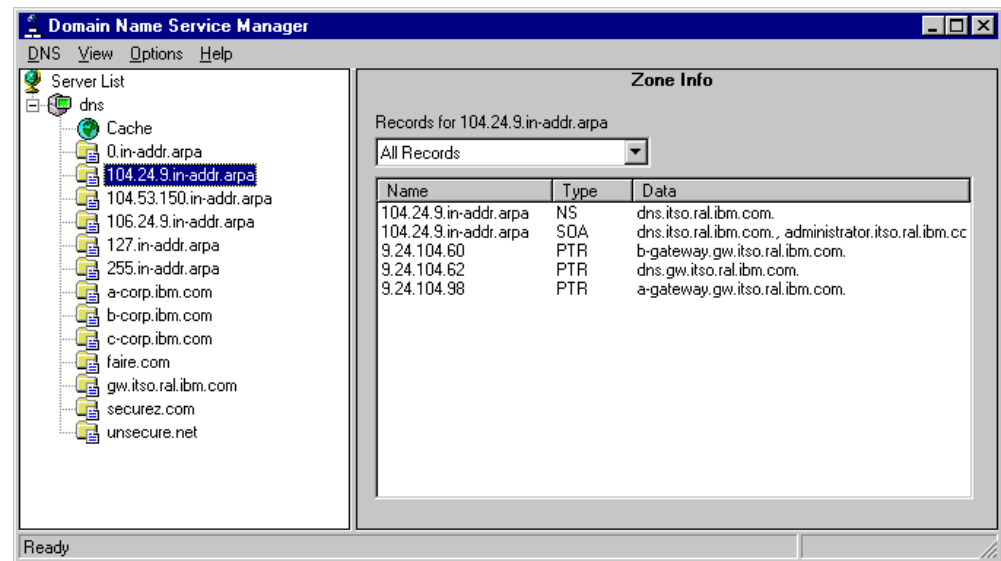 Domain Name Service Manager
DNS View Options Help
Server List
dns
Cache
0.in-addr.arpa
104.24.9.in-addr.arpa
104.53.150.in-addr.arpa
106.24.9.in-addr.arpa
127.in-addr.arpa
255.in-addr.arpa
a-corp.ibm.com
b-corp.ibm.com
c-corp.ibm.com
faire.com
gw.itso.ral.ibm.com
securez.com
unsecure.net
Zone Info
Records for 104.24.9.in-addr.arpa
All Records
Name Type Data
104.24.9.in-addr.arpa NS dns.itso.ral.ibm.com.
104.24.9.in-addr.arpa SOA dns.itso.ral.ibm.com., administrator.itso.ral.ibm.cc
9.24.104.60 PTR b-gateway.gw.itso.ral.ibm.com.
9.24.104.62 PTR dns.gw.itso.ral.ibm.com.
9.24.104.98 PTR a-gateway.gw.itso.ral.ibm.com.
Ready